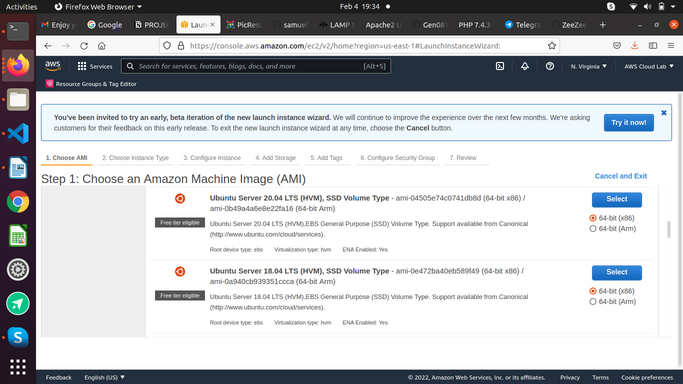 Activities
Firefox Web Browser
Feb 4 19:34
Enjoy y
Google
PROJE
Launc
PicRes
samuel
LAMP S
Apache2 U
Gen081
PHP 7.4.3
Telegra
ZeeZee
https://console.aws.amazon.com/ec2/v2/home?region=us-east-1#LaunchInstanceWizard:
aws
Services
Search for services, features, blogs, docs, and more
[Alt+S]
N. Virginia
AWS Cloud Lab
Resource Groups & Tag Editor
You've been invited to try an early, beta iteration of the new launch instance wizard. We will continue to improve the experience over the next few months. We're asking
customers for their feedback on this early release. To exit the new launch instance wizard at any time, choose the Cancel button.
Try it now!
1. Choose AMI
2. Choose Instance Type
3. Configure Instance
4. Add Storage
5. Add Tags
6. Configure Security Group
7. Review
Step 1: Choose an Amazon Machine Image (AMI)
Cancel and Exit
Ubuntu Server 20.04 LTS (HVM), SSD Volume Type - ami-04505e74c0741db8d (64-bit x86) /
ami-0b49a4a6e8e22fa16 (64-bit Arm)
Free tier eligible
Ubuntu Server 20.04 LTS (HVM),EBS General Purpose (SSD) Volume Type. Support available from Canonical
(http://www.ubuntu.com/cloud/services).
Root device type: ebs
Virtualization type: hvm
ENA Enabled: Yes
Select
64-bit (x86)
64-bit (Arm)
Ubuntu Server 18.04 LTS (HVM), SSD Volume Type - ami-0e472ba40eb589f49 (64-bit x86) /
ami-0a940cb939351ccca (64-bit Arm)
Free tier eligible
Ubuntu Server 18.04 LTS (HVM),EBS General Purpose (SSD) Volume Type. Support available from Canonical
(http://www.ubuntu.com/cloud/services).
Root device type: ebs
Virtualization type: hvm
ENA Enabled: Yes
Select
64-bit (x86)
64-bit (Arm)
Feedback
English (US)
© 2022, Amazon Web Services, Inc. or its affiliates.
Privacy
Terms
Cookie preferences